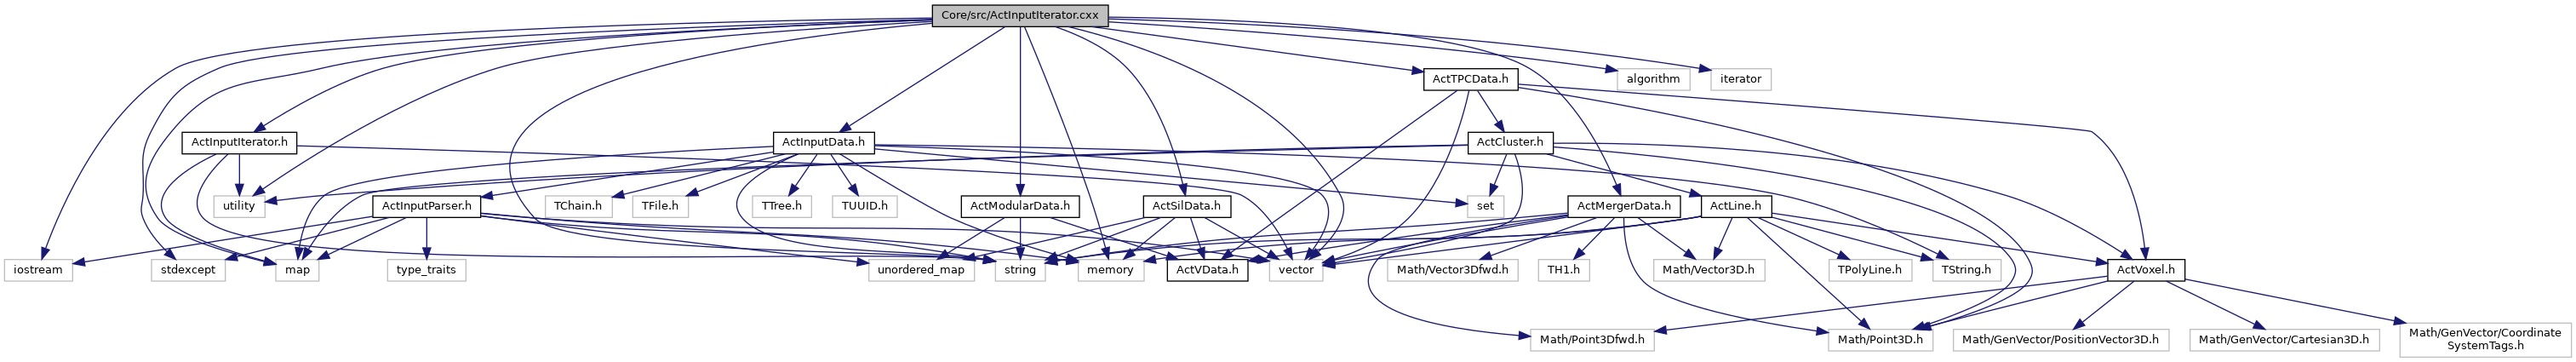 Core/src/ActInputIterator.cxx
ActTPCData.h
algorithm
iterator
ActInputIterator.h
ActInputData.h
ActCluster.h
utility
ActInputParser.h
TChain.h
TFile.h
TTree.h
TUUID.h
ActModularData.h
ActSilData.h
set
ActMergerData.h
ActLine.h
iostream
stdexcept
map
type_traits
unordered_map
string
memory
ActVData.h
vector
Math/Vector3Dfwd.h
TH1.h
Math/Vector3D.h
TPolyLine.h
TString.h
ActVoxel.h
Math/Point3Dfwd.h
Math/Point3D.h
Math/GenVector/PositionVector3D.h
Math/GenVector/Cartesian3D.h
Math/GenVector/Coordinate
SystemTags.h